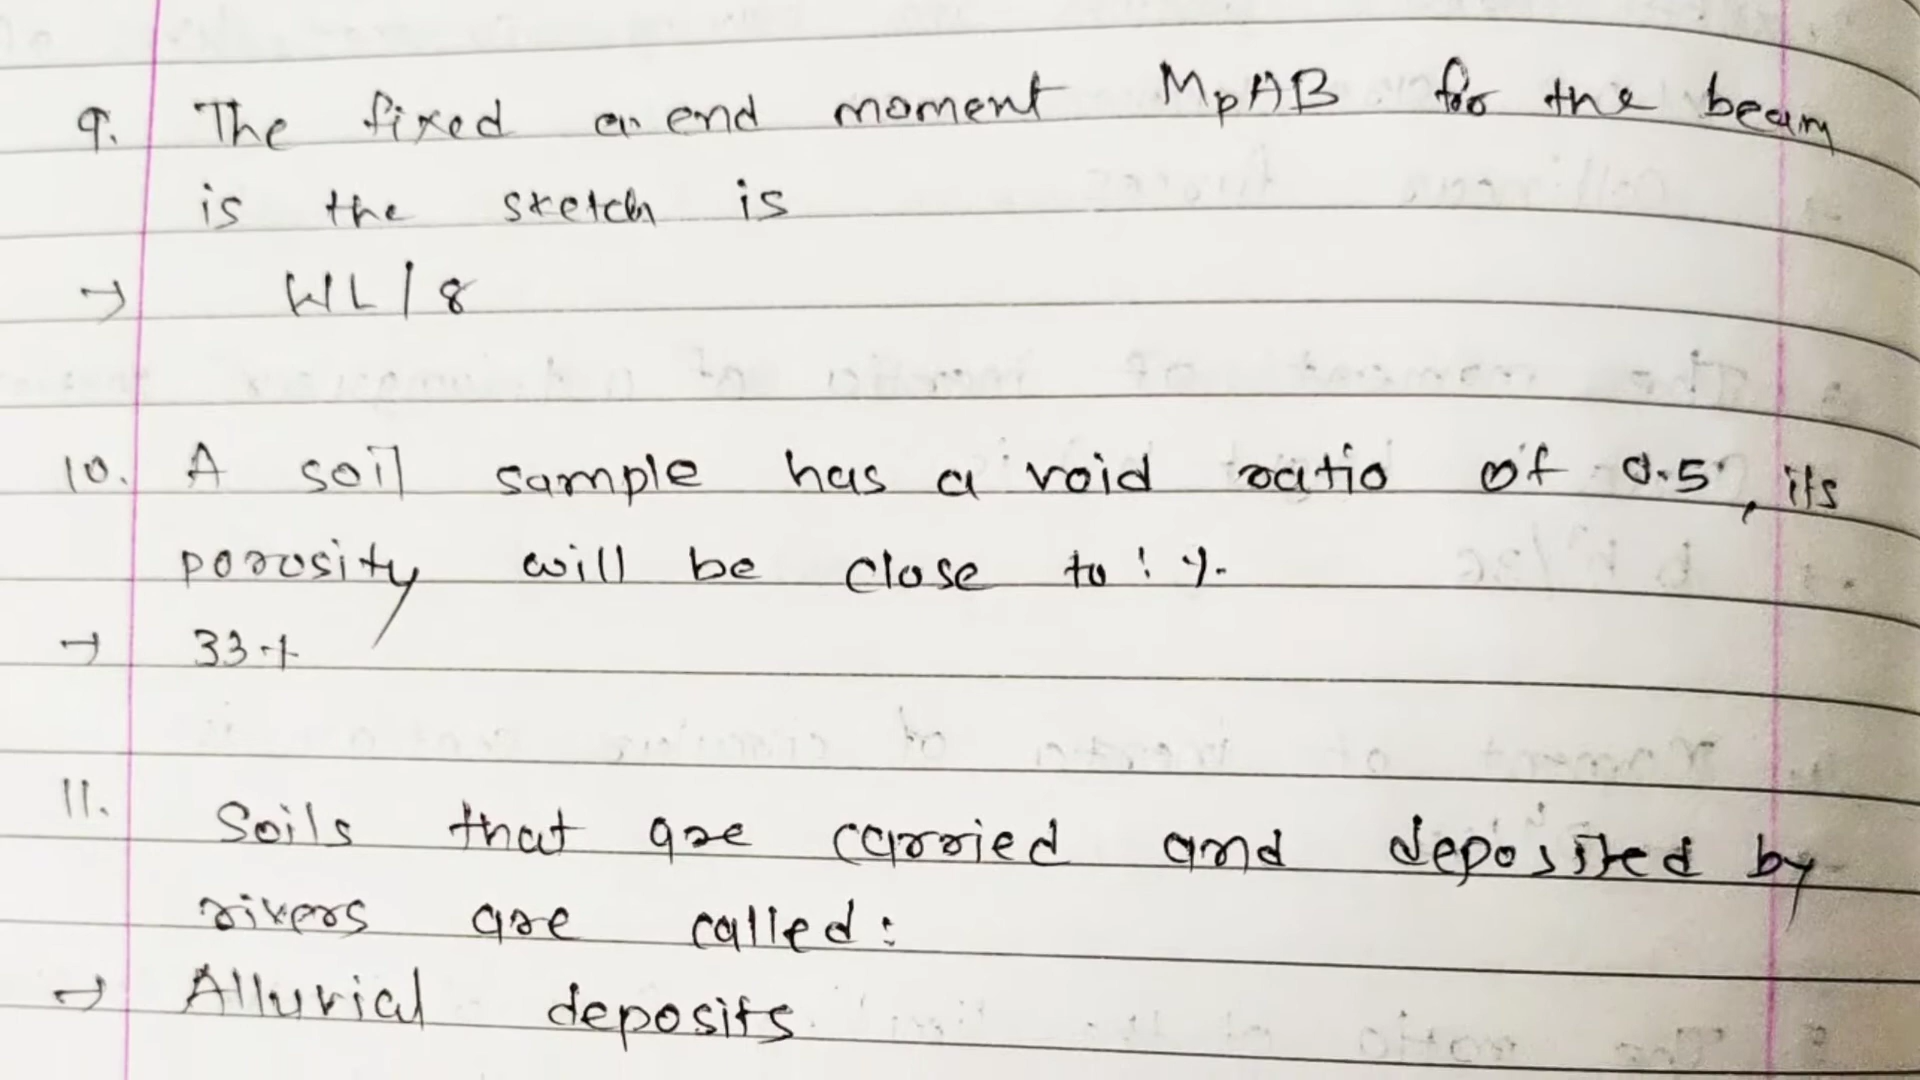 9. The fixed end moment MpAB for the beam
is the sketch is
→ WL/8
10. A soil sample has a void ratio of 0.5, its
porosity will be close to: %.
→ 33%
11. Soils that are carried and deposited by
rivers are called:
→ Alluvial deposits